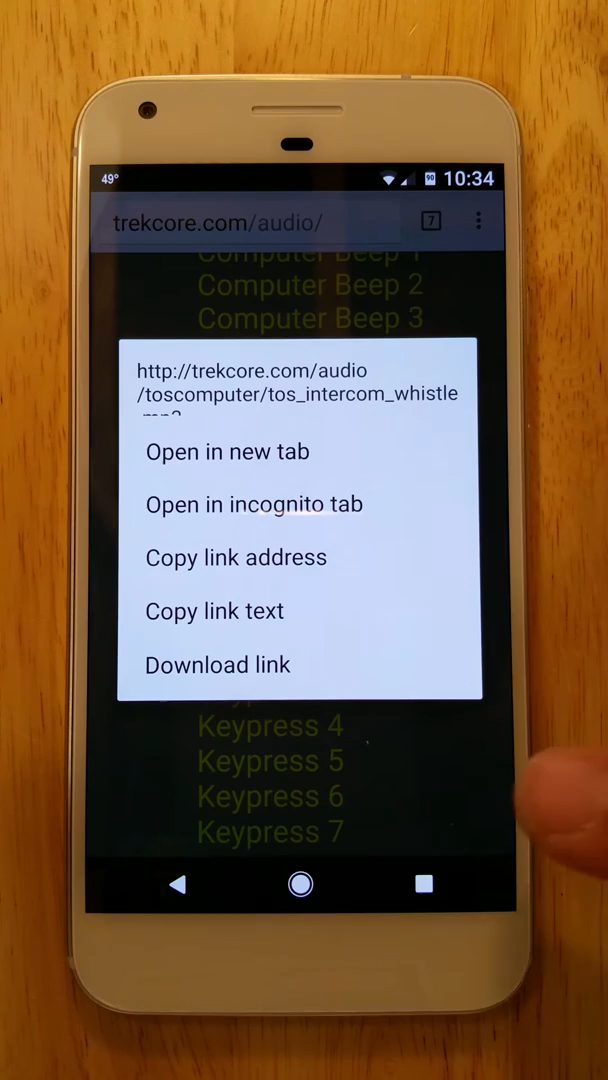 49°
90
10:34
trekcore.com/audio/
7
Computer Beep 1
Computer Beep 2
Computer Beep 3
http://trekcore.com/audio
/toscomputer/tos_intercom_whistle
.mp3
Open in new tab
Open in incognito tab
Copy link address
Copy link text
Download link
Keypress 4
Keypress 5
Keypress 6
Keypress 7